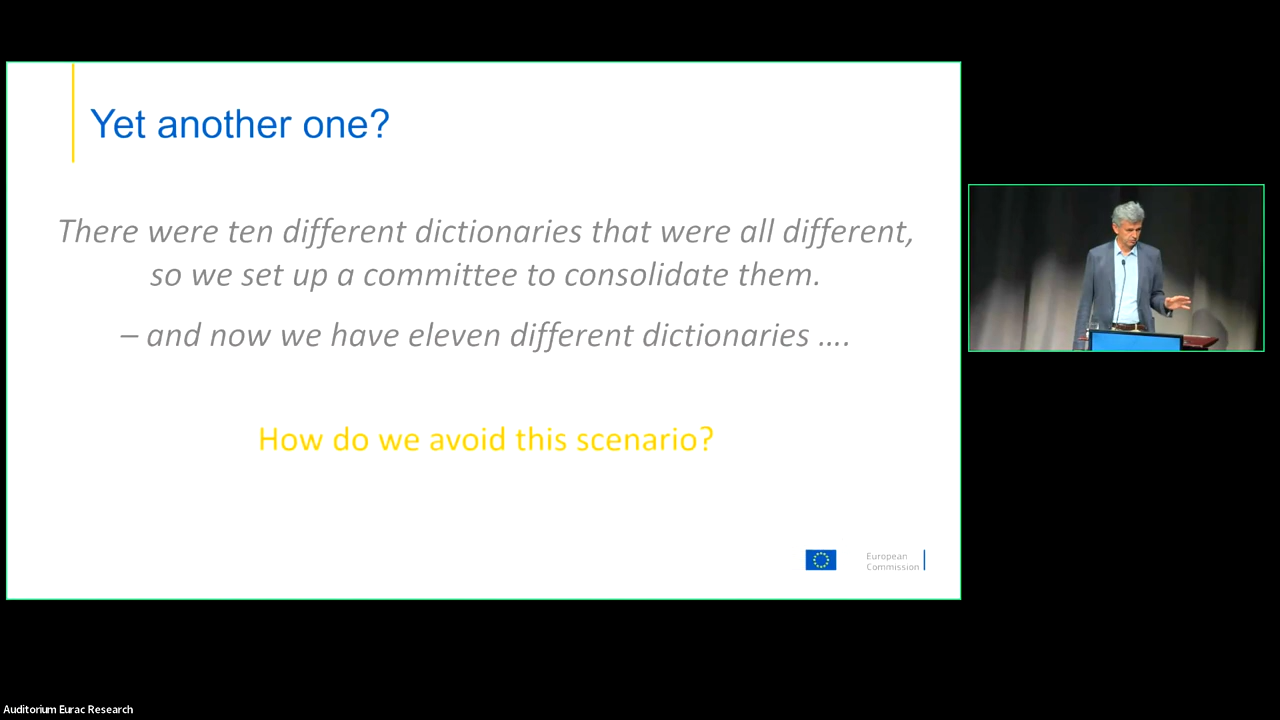 Yet another one?
There were ten different dictionaries that were all different,
so we set up a committee to consolidate them.
– and now we have eleven different dictionaries ....
How do we avoid this scenario?
European
Commission
Auditorium Eurac Research